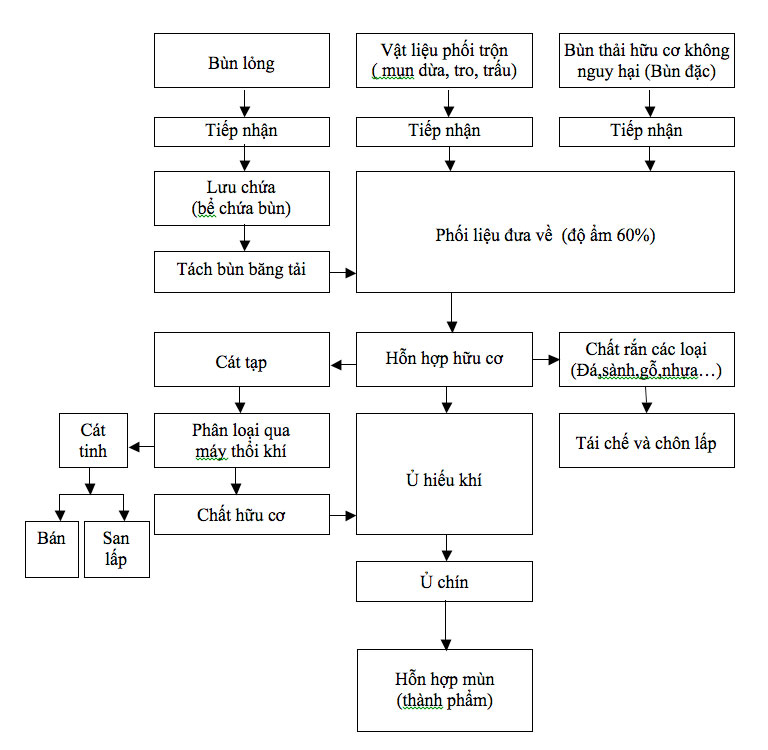 Bùn lỏng
Vật liệu phối trộn
( mụn dừa, tro, trấu)
Bùn thải hữu cơ không
nguy hại (Bùn đặc)
Tiếp nhận
Tiếp nhận
Tiếp nhận
Lưu chứa
(bể chứa bùn)
Phối liệu đưa về (độ ẩm 60%)
Tách bùn băng tải
Cát tạp
Hỗn hợp hữu cơ
Chất rắn các loại
(Đá,sành,gỗ,nhựa…)
Cát
tinh
Phân loại qua
máy thổi khí
Ủ hiếu khí
Tái chế và chôn lấp
Chất hữu cơ
Bán
San
lấp
Ủ chín
Hỗn hợp mùn
(thành phẩm)